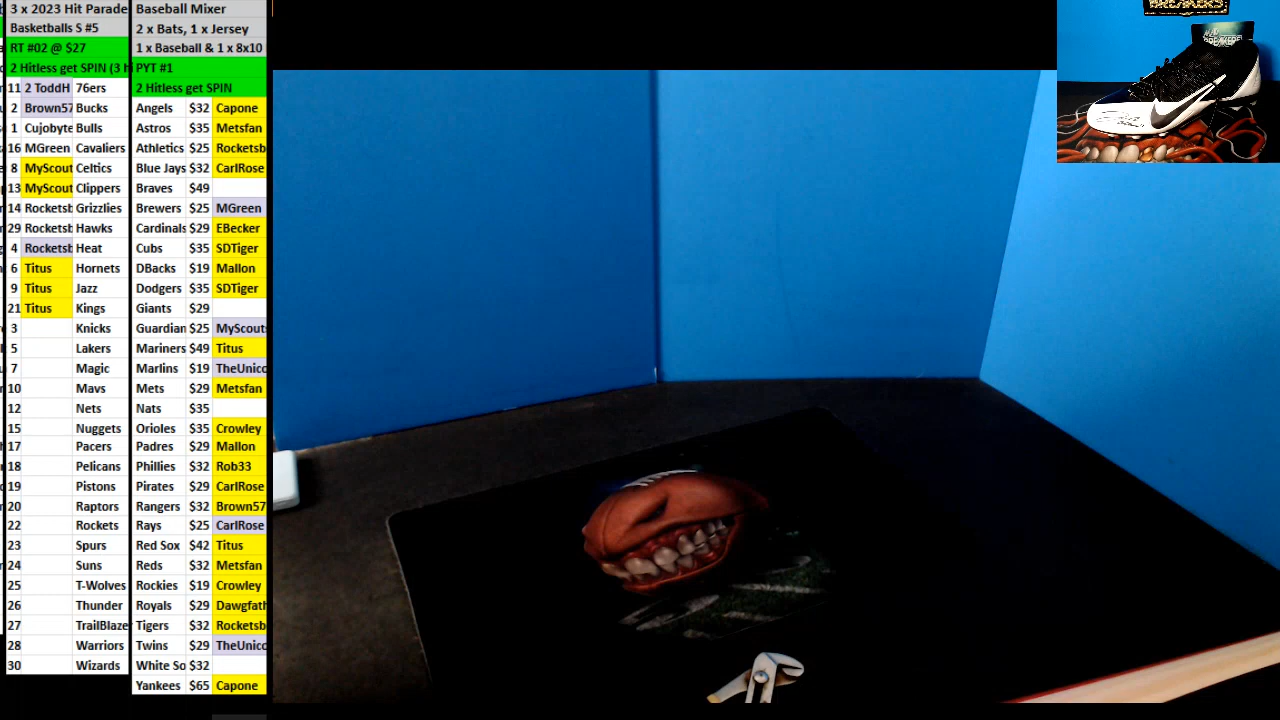 3 x 2023 Hit Parade
Basketballs S #5
RT #02 @ $27
2 Hitless get SPIN (3 h
11 2 ToddH 76ers
2 Brown57 Bucks
1 Cujobyte Bulls
16 MGreen Cavaliers
8 MyScout Celtics
13 MyScout Clippers
14 Rocketsb Grizzlies
29 Rocketsb Hawks
4 Rocketsb Heat
6 Titus Hornets
9 Titus Jazz
21 Titus Kings
3 Knicks
5 Lakers
7 Magic
10 Mavs
12 Nets
15 Nuggets
17 Pacers
18 Pelicans
19 Pistons
20 Raptors
22 Rockets
23 Spurs
24 Suns
25 T-Wolves
26 Thunder
27 TrailBlaze
28 Warriors
30 Wizards
Baseball Mixer
2 x Bats, 1 x Jersey
1 x Baseball & 1 x 8x10
PYT #1
2 Hitless get SPIN
Angels $32 Capone
Astros $35 Metsfan
Athletics $25 Rocketsb
Blue Jays $32 CarlRose
Braves $49
Brewers $25 MGreen
Cardinals $29 EBecker
Cubs $35 SDTiger
DBacks $19 Mallon
Dodgers $35 SDTiger
Giants $29
Guardian $25 MyScouts
Mariners $49 Titus
Marlins $19 TheUnico
Mets $29 Metsfan
Nats $35
Orioles $35 Crowley
Padres $29 Mallon
Phillies $32 Rob33
Pirates $29 CarlRose
Rangers $32 Brown57
Rays $25 CarlRose
Red Sox $42 Titus
Reds $32 Metsfan
Rockies $19 Crowley
Royals $29 Dawgfath
Tigers $32 Rocketsb
Twins $29 TheUnico
White So $32
Yankees $65 Capone
BREAKERS